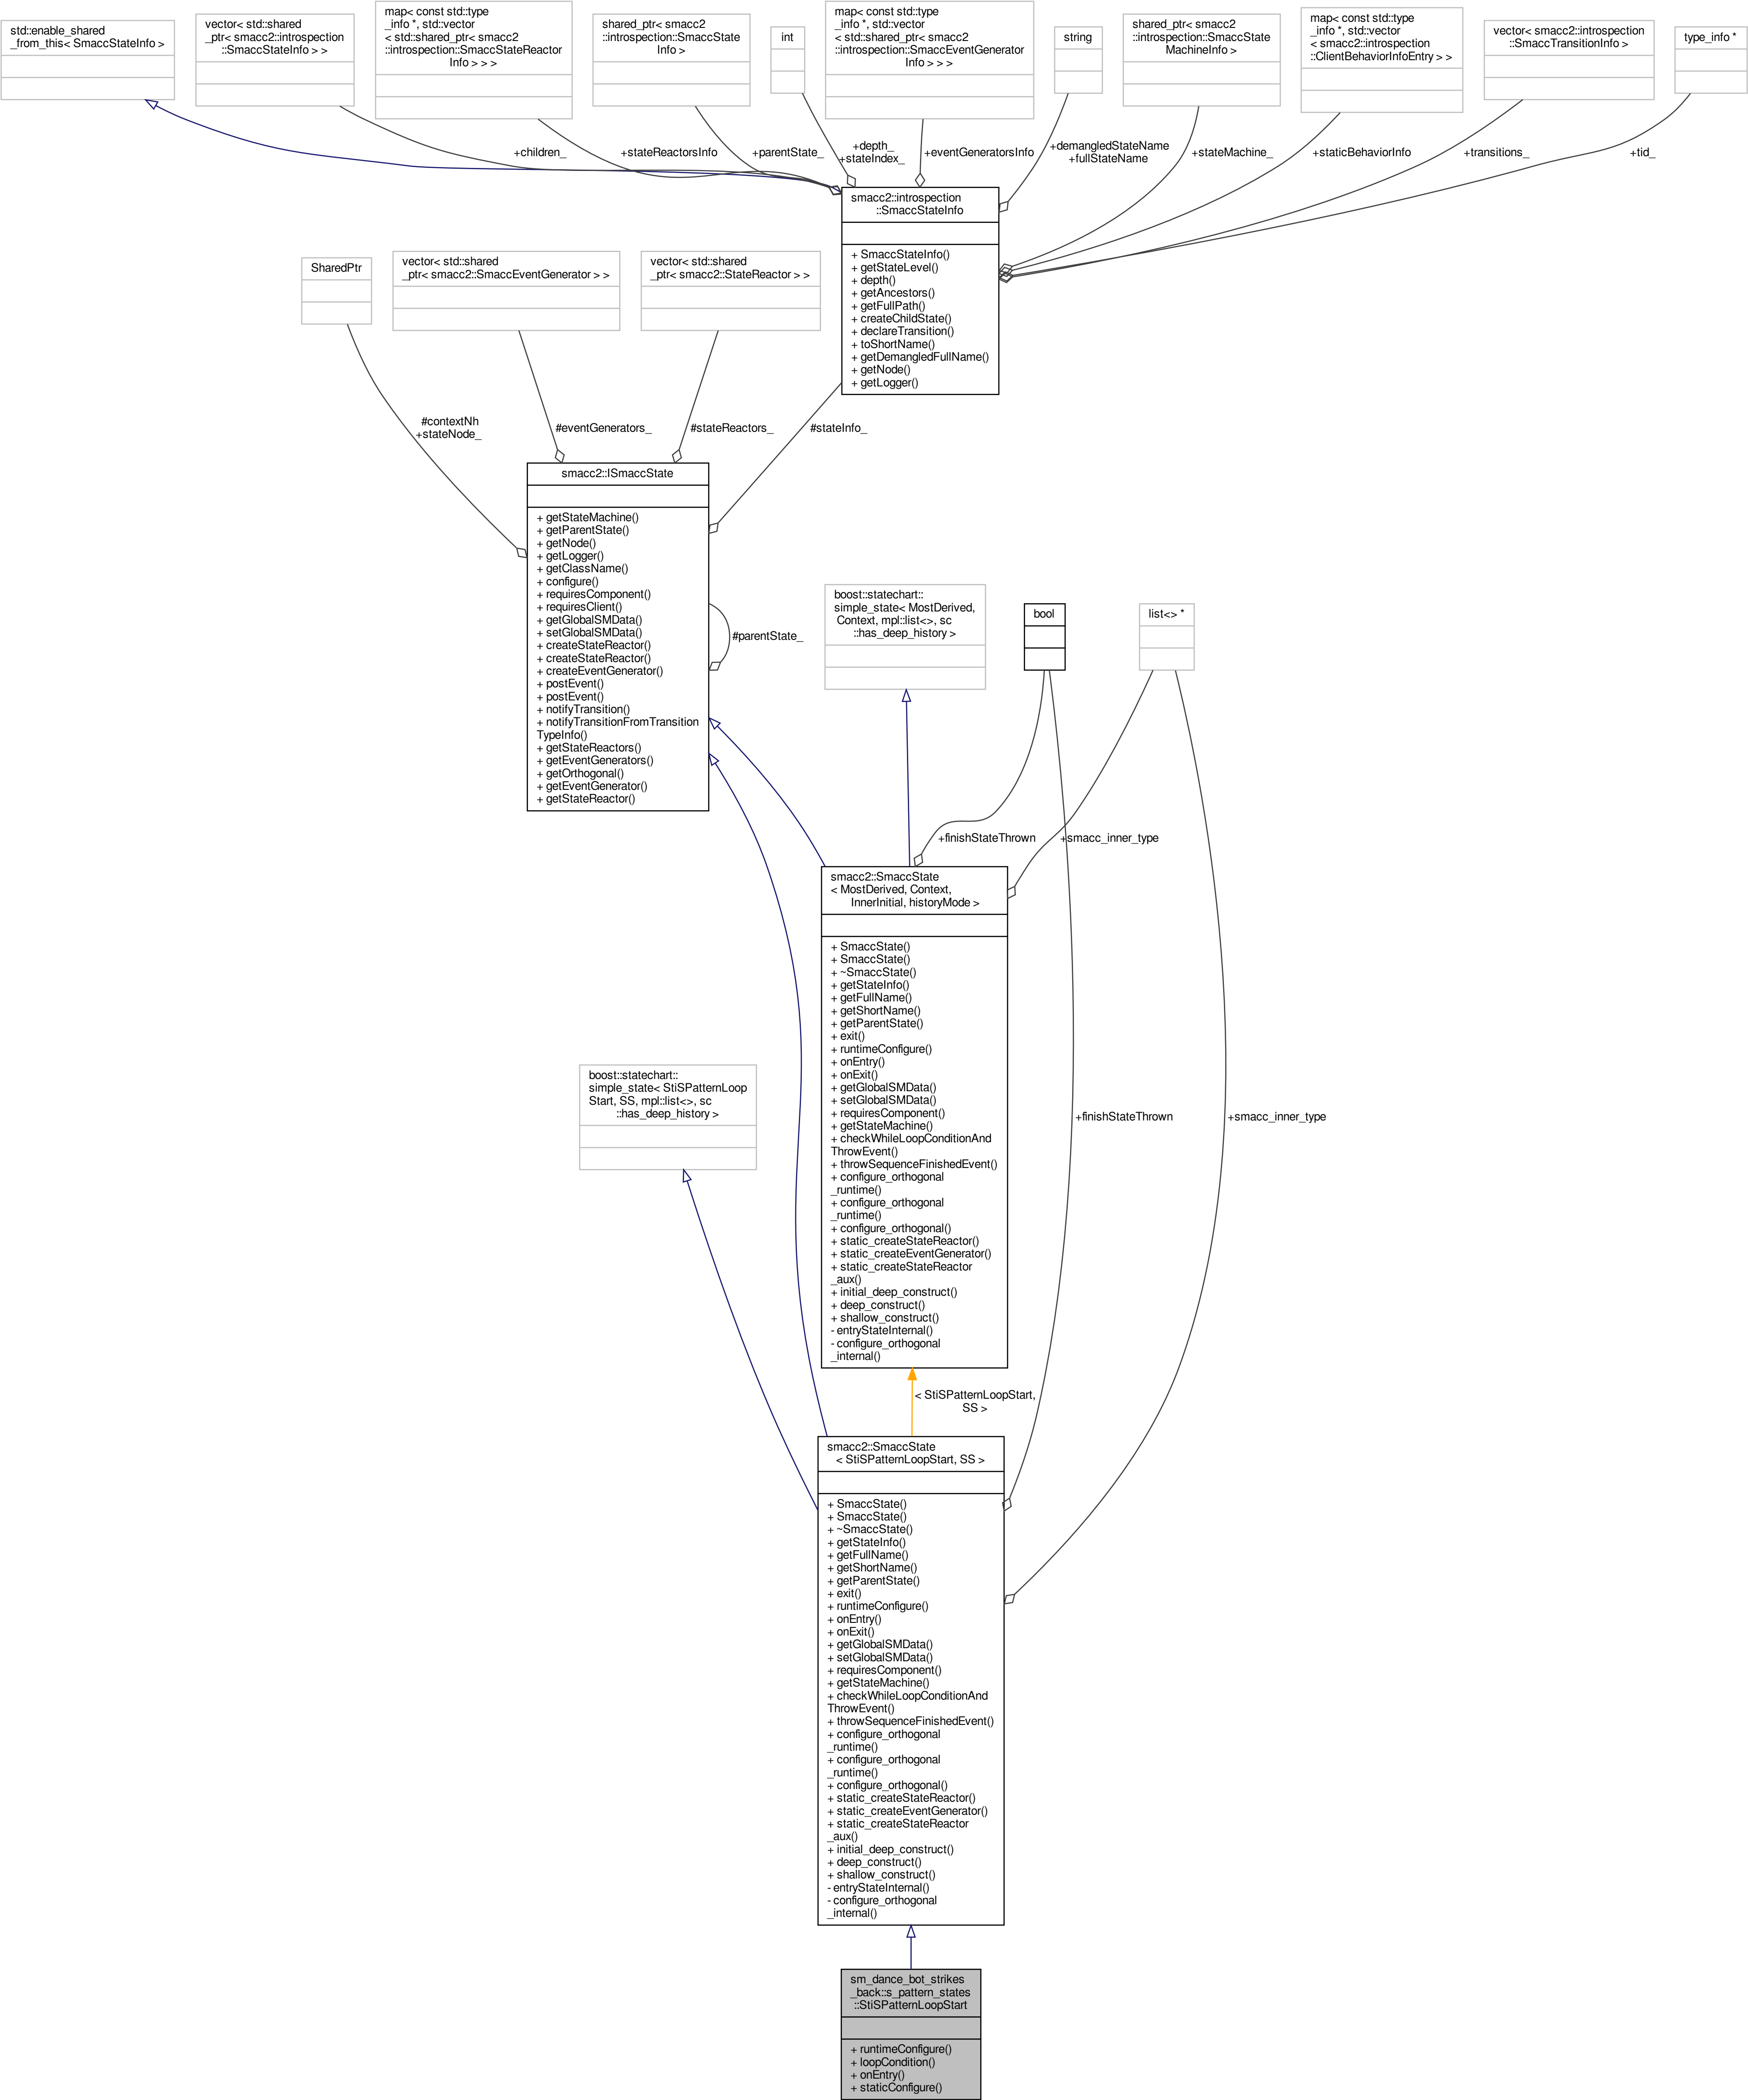 std::enable_shared
_from_this< SmaccStateInfo >
vector< std::shared
_ptr< smacc2::introspection
::SmaccStateInfo > >
map< const std::type
_info *, std::vector
< std::shared_ptr< smacc2
::introspection::SmaccStateReactor
Info > > >
shared_ptr< smacc2
::introspection::SmaccState
Info >
int
map< const std::type
_info *, std::vector
< std::shared_ptr< smacc2
::introspection::SmaccEventGenerator
Info > > >
string
shared_ptr< smacc2
::introspection::SmaccState
MachineInfo >
map< const std::type
_info *, std::vector
< smacc2::introspection
::ClientBehaviorInfoEntry > >
vector< smacc2::introspection
::SmaccTransitionInfo >
type_info *
+children_
+stateReactorsInfo
+parentState_
+depth_
+stateIndex_
+eventGeneratorsInfo
+demangledStateName
+fullStateName
+stateMachine_
+staticBehaviorInfo
+transitions_
+tid_
smacc2::introspection
::SmaccStateInfo
+ SmaccStateInfo()
+ getStateLevel()
+ depth()
+ getAncestors()
+ getFullPath()
+ createChildState()
+ declareTransition()
+ toShortName()
+ getDemangledFullName()
+ getNode()
+ getLogger()
SharedPtr
vector< std::shared
_ptr< smacc2::SmaccEventGenerator > >
vector< std::shared
_ptr< smacc2::StateReactor > >
#contextNh
+stateNode_
#eventGenerators_
#stateReactors_
#stateInfo_
smacc2::ISmaccState
+ getStateMachine()
+ getParentState()
+ getNode()
+ getLogger()
+ getClassName()
+ configure()
+ requiresComponent()
+ requiresClient()
+ getGlobalSMData()
+ setGlobalSMData()
+ createStateReactor()
+ createStateReactor()
+ createEventGenerator()
+ postEvent()
+ postEvent()
+ notifyTransition()
+ notifyTransitionFromTransition
TypeInfo()
+ getStateReactors()
+ getEventGenerators()
+ getOrthogonal()
+ getEventGenerator()
+ getStateReactor()
#parentState_
boost::statechart::
simple_state< MostDerived,
Context, mpl::list<>, sc
::has_deep_history >
bool
list<> *
+finishStateThrown
+smacc_inner_type
smacc2::SmaccState
< MostDerived, Context,
InnerInitial, historyMode >
+ SmaccState()
+ SmaccState()
+ ~SmaccState()
+ getStateInfo()
+ getFullName()
+ getShortName()
+ getParentState()
+ exit()
+ runtimeConfigure()
+ onEntry()
+ onExit()
+ getGlobalSMData()
+ setGlobalSMData()
+ requiresComponent()
+ getStateMachine()
+ checkWhileLoopConditionAnd
ThrowEvent()
+ throwSequenceFinishedEvent()
+ configure_orthogonal
_runtime()
+ configure_orthogonal
_runtime()
+ configure_orthogonal()
+ static_createStateReactor()
+ static_createEventGenerator()
+ static_createStateReactor
_aux()
+ initial_deep_construct()
+ deep_construct()
+ shallow_construct()
- entryStateInternal()
- configure_orthogonal
_internal()
boost::statechart::
simple_state< StiSPatternLoop
Start, SS, mpl::list<>, sc
::has_deep_history >
+finishStateThrown
+smacc_inner_type
< StiSPatternLoopStart,
SS >
smacc2::SmaccState
< StiSPatternLoopStart, SS >
+ SmaccState()
+ SmaccState()
+ ~SmaccState()
+ getStateInfo()
+ getFullName()
+ getShortName()
+ getParentState()
+ exit()
+ runtimeConfigure()
+ onEntry()
+ onExit()
+ getGlobalSMData()
+ setGlobalSMData()
+ requiresComponent()
+ getStateMachine()
+ checkWhileLoopConditionAnd
ThrowEvent()
+ throwSequenceFinishedEvent()
+ configure_orthogonal
_runtime()
+ configure_orthogonal
_runtime()
+ configure_orthogonal()
+ static_createStateReactor()
+ static_createEventGenerator()
+ static_createStateReactor
_aux()
+ initial_deep_construct()
+ deep_construct()
+ shallow_construct()
- entryStateInternal()
- configure_orthogonal
_internal()
sm_dance_bot_strikes
_back::s_pattern_states
::StiSPatternLoopStart
+ runtimeConfigure()
+ loopCondition()
+ onEntry()
+ staticConfigure()